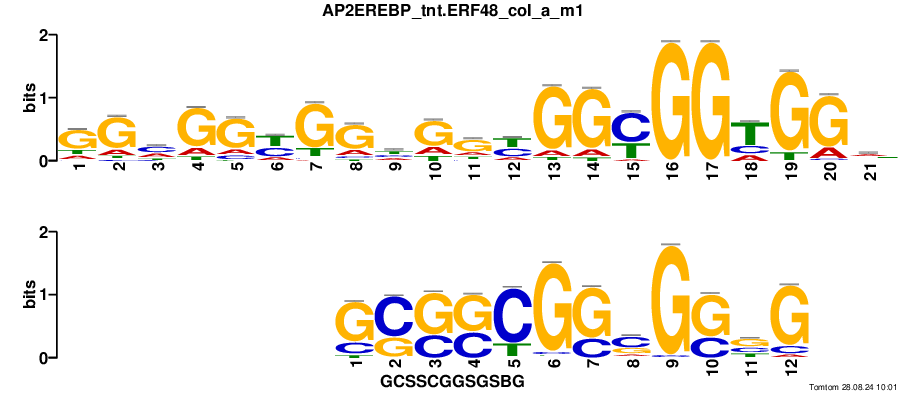 AP2EREBP_tnt.ERF48_col_a_m1
bits
2
1
0
1 2 3 4 5 6 7 8 9 10 11 12 13 14 15 16 17 18 19 20 21
bits
2
1
0
1 2 3 4 5 6 7 8 9 10 11 12
GCSSCGGSGSBG
Tomtom 28.08.24 10:01